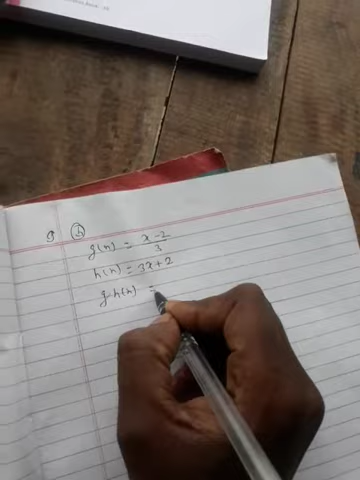 9 (h)
g(x) = x-2/3
h(x) = 3x+2
g.h(x) =